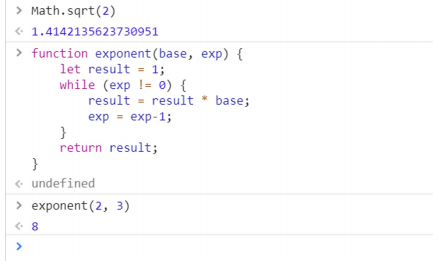 > Math.sqrt(2)
< 1.4142135623730951
> function exponent(base, exp) {
    let result = 1;
    while (exp != 0) {
        result = result * base;
        exp = exp-1;
    }
    return result;
}
< undefined
> exponent(2, 3)
< 8
>